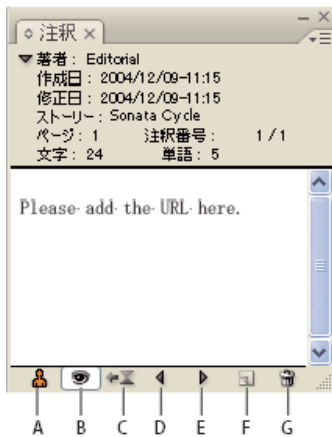 注釈
著者： Editorial
作成日： 2004/12/09-11:15
修正日： 2004/12/09-11:15
ストーリー： Sonata Cycle
ページ： 1 注釈番号： 1 / 1
文字： 24 単語： 5
Please add the URL here.
A B C D E F G